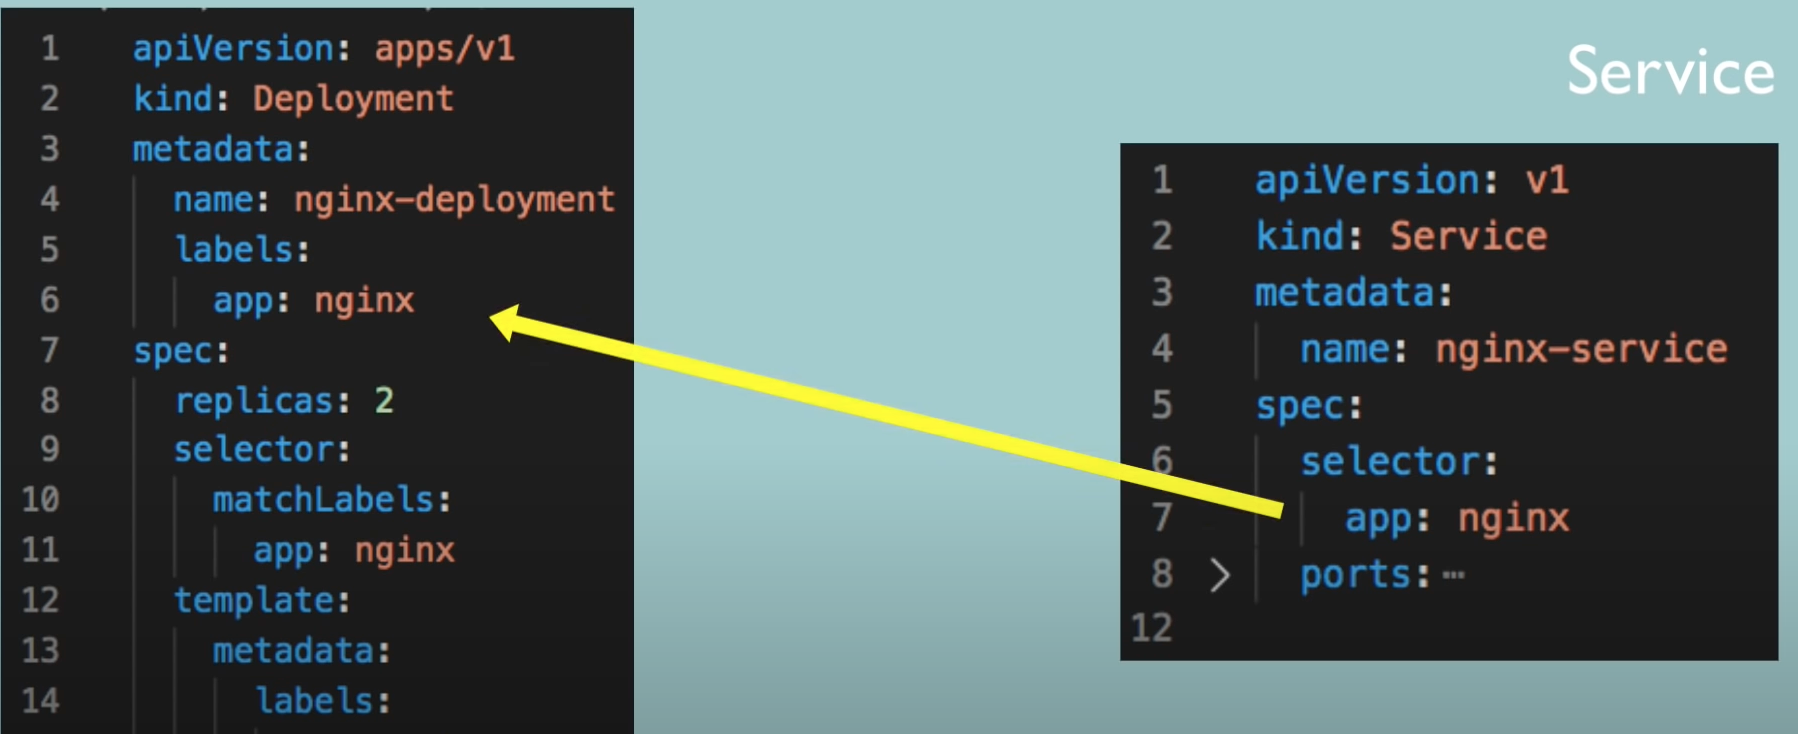 1 apiVersion: apps/v1
2 kind: Deployment
3 metadata:
4 name: nginx-deployment
5 labels:
6 app: nginx
7 spec:
8 replicas: 2
9 selector:
10 matchLabels:
11 app: nginx
12 template:
13 metadata:
14 labels:
Service
1 apiVersion: v1
2 kind: Service
3 metadata:
4 name: nginx-service
5 spec:
6 selector:
7 app: nginx
8 > ports:⋯
12